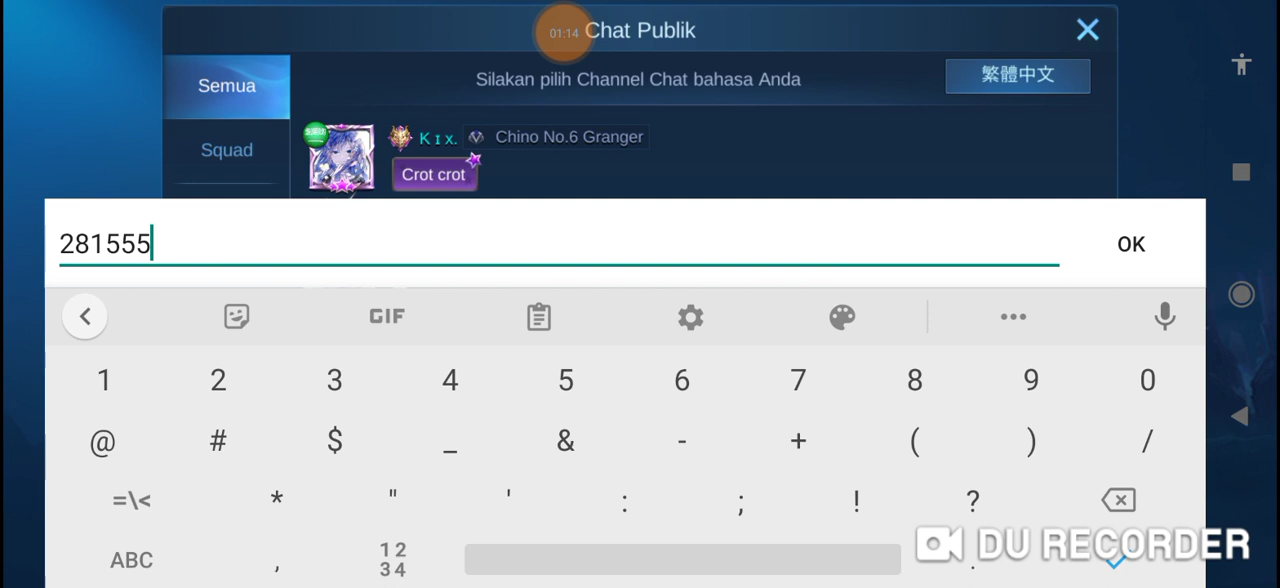 01:14 Chat Publik
Semua
Silakan pilih Channel Chat bahasa Anda
繁體中文
Squad
K I x. Chino No.6 Granger
Crot crot
281555
OK
GIF
1 2 3 4 5 6 7 8 9 0
@ # $ _ & - + ( ) /
=\< * " ' : ; ! ?
ABC , 12 .
34
DU RECORDER